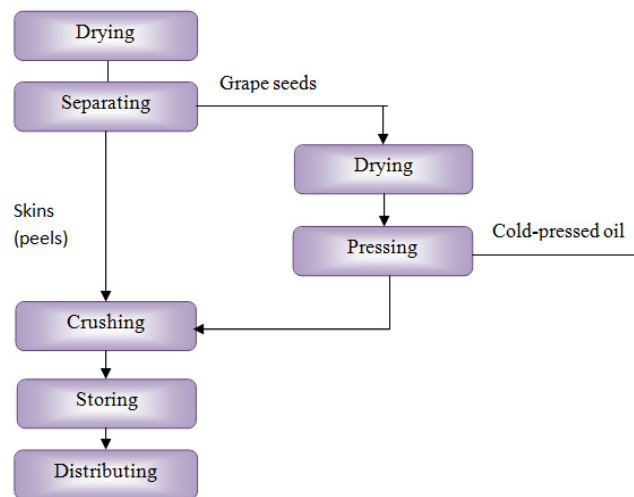 Drying
Separating
Grape seeds
Drying
Skins
(peels)
Cold-pressed oil
Pressing
Crushing
Storing
Distributing